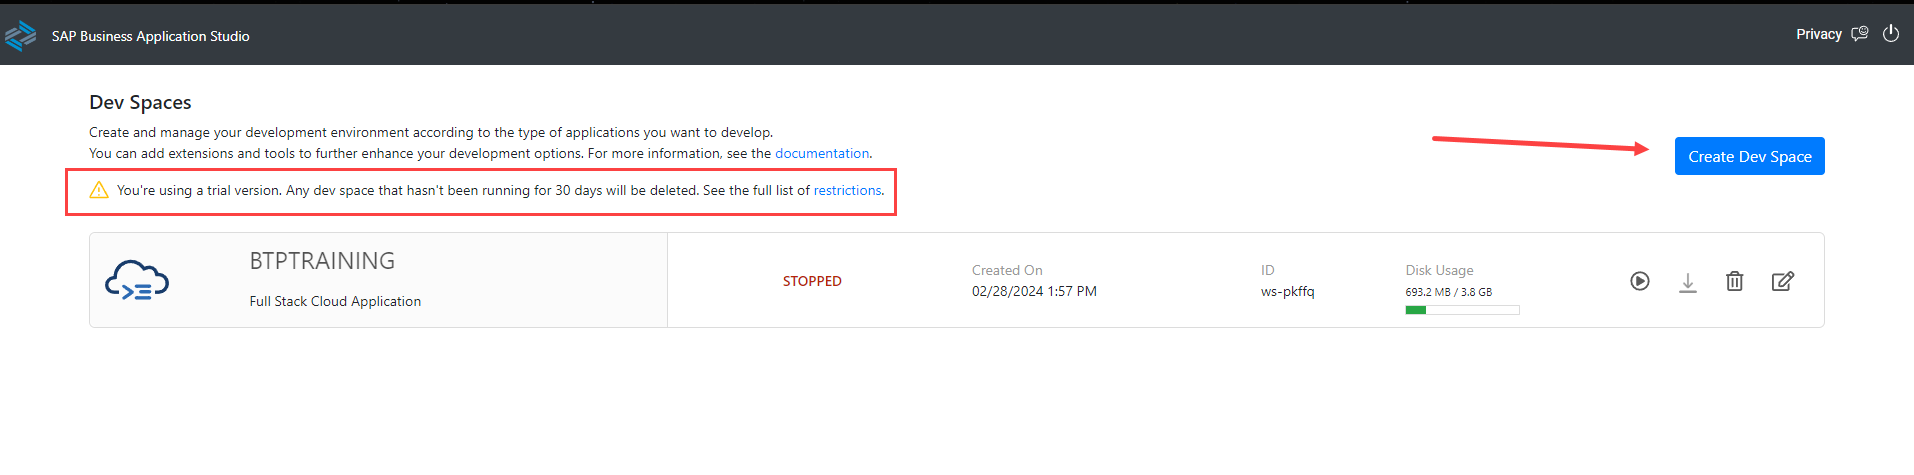 SAP Business Application Studio
Privacy
Dev Spaces
Create and manage your development environment according to the type of applications you want to develop.
You can add extensions and tools to further enhance your development options. For more information, see the documentation.
Create Dev Space
You're using a trial version. Any dev space that hasn't been running for 30 days will be deleted. See the full list of restrictions.
BTPTRAINING
Full Stack Cloud Application
STOPPED
Created On
02/28/2024 1:57 PM
ID
ws-pkffq
Disk Usage
693.2 MB / 3.8 GB